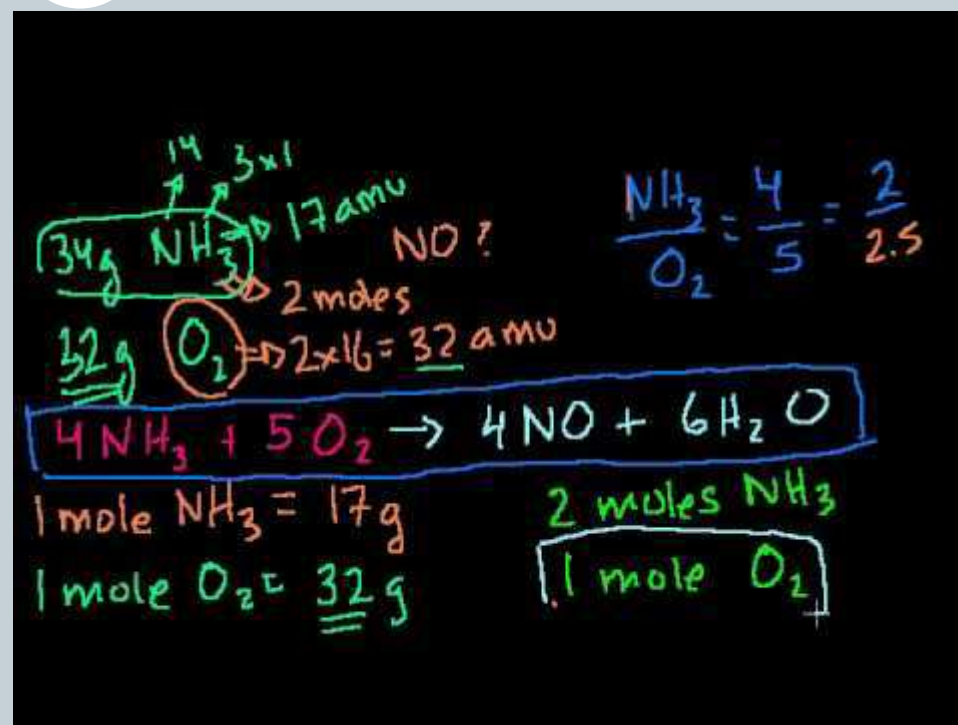 14 3x1
34g NH₃ 17 amu
NO?
2 moles
32g O₂ 2x16 = 32 amu
NH₃/O₂ = 4/5 = 2/2.5
4NH₃ + 5O₂ → 4NO + 6H₂O
1 mole NH₃ = 17g
1 mole O₂ = 32g
2 moles NH₃
1 mole O₂